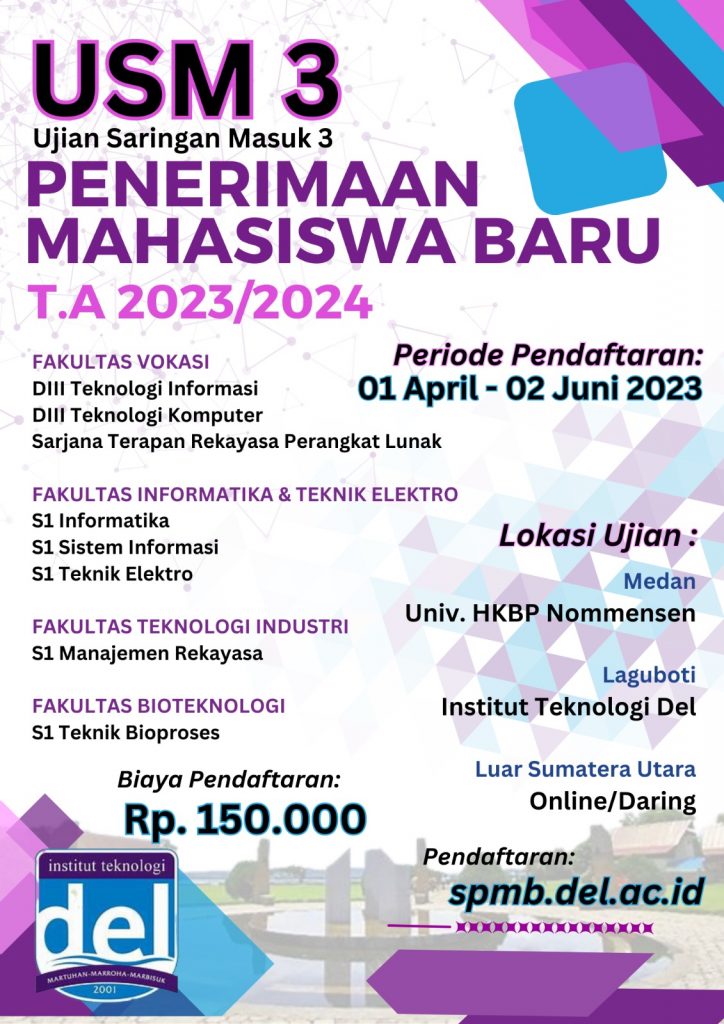 USM 3
Ujian Saringan Masuk 3
PENERIMAAN
MAHASISWA BARU
T.A 2023/2024
Periode Pendaftaran:
01 April - 02 Juni 2023
FAKULTAS VOKASI
DIII Teknologi Informasi
DIII Teknologi Komputer
Sarjana Terapan Rekayasa Perangkat Lunak
FAKULTAS INFORMATIKA & TEKNIK ELEKTRO
S1 Informatika
S1 Sistem Informasi
S1 Teknik Elektro
FAKULTAS TEKNOLOGI INDUSTRI
S1 Manajemen Rekayasa
FAKULTAS BIOTEKNOLOGI
S1 Teknik Bioproses
Lokasi Ujian :
Medan
Univ. HKBP Nommensen
Laguboti
Institut Teknologi Del
Luar Sumatera Utara
Online/Daring
Biaya Pendaftaran:
Rp. 150.000
Pendaftaran:
spmb.del.ac.id
institut teknologi
del
MARTUHAN-MARROHA-MARBISUK
2001